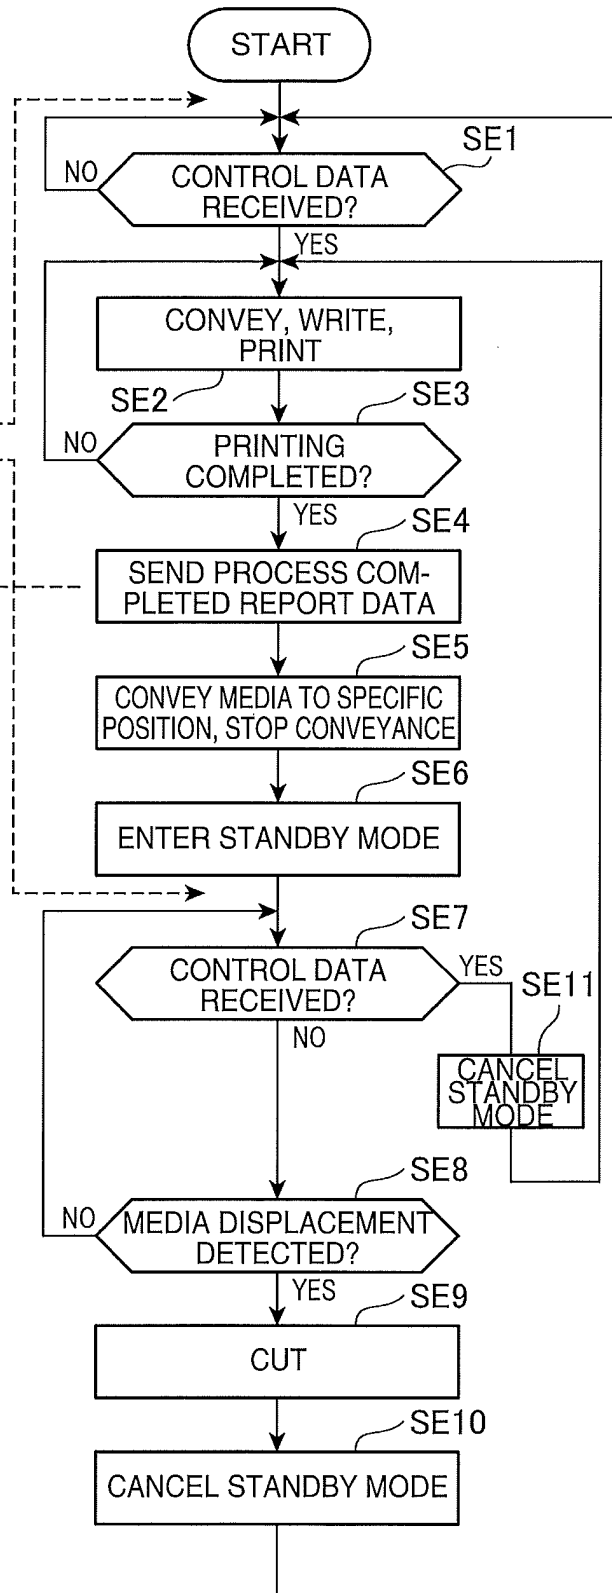 START
SE1
NO
CONTROL DATA
RECEIVED?
YES
CONVEY, WRITE,
PRINT
SE2
SE3
NO
PRINTING
COMPLETED?
YES
SE4
SEND PROCESS COM-
PLETED REPORT DATA
SE5
CONVEY MEDIA TO SPECIFIC
POSITION, STOP CONVEYANCE
SE6
ENTER STANDBY MODE
SE7
CONTROL DATA
RECEIVED?
YES
SE11
NO
CANCEL
STANDBY
MODE
SE8
NO
MEDIA DISPLACEMENT
DETECTED?
YES
SE9
CUT
SE10
CANCEL STANDBY MODE